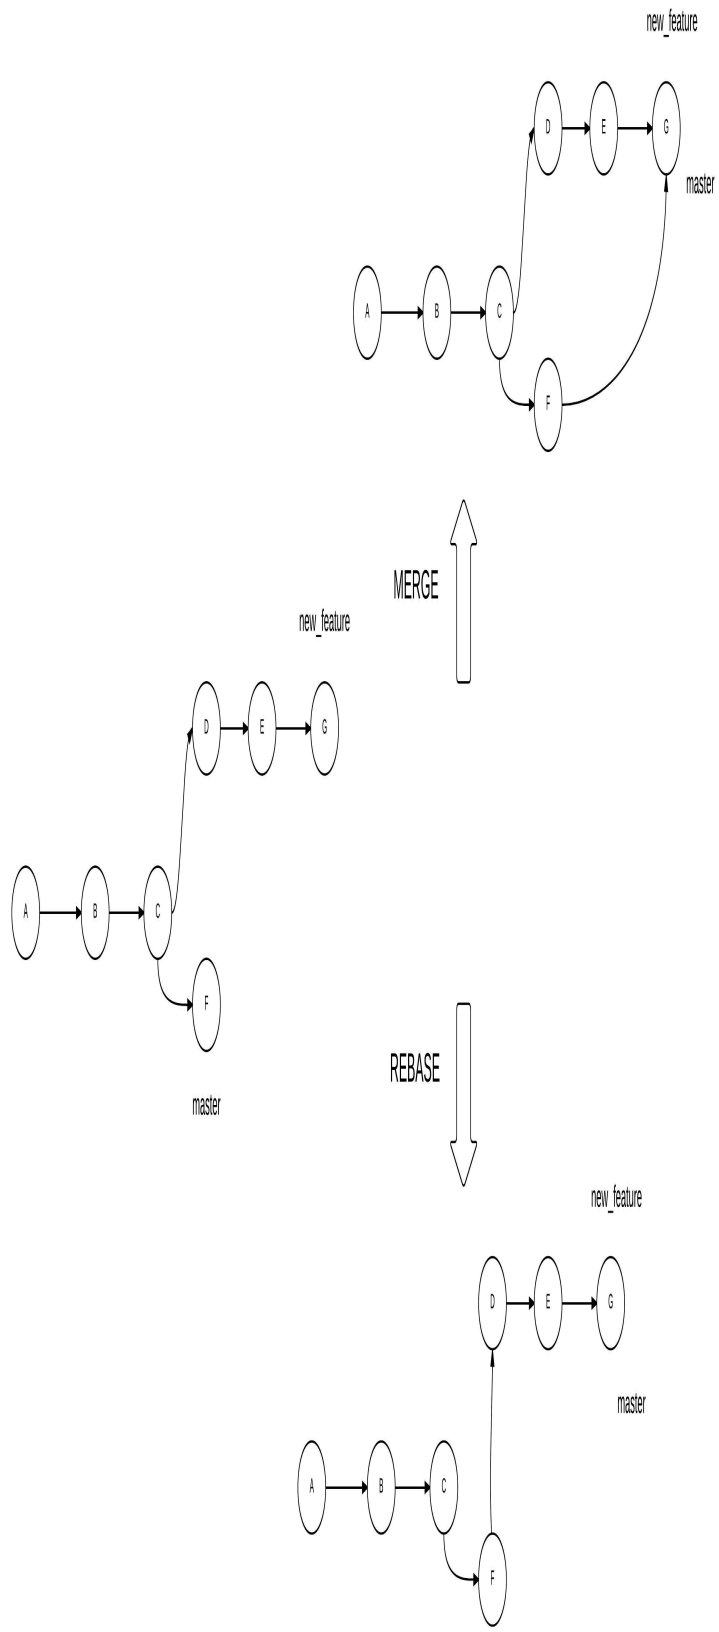 new_feature
D E G
master
A B C
F
MERGE
new_feature
D E G
A B C
F
master
REBASE
new_feature
D E G
master
A B C
F